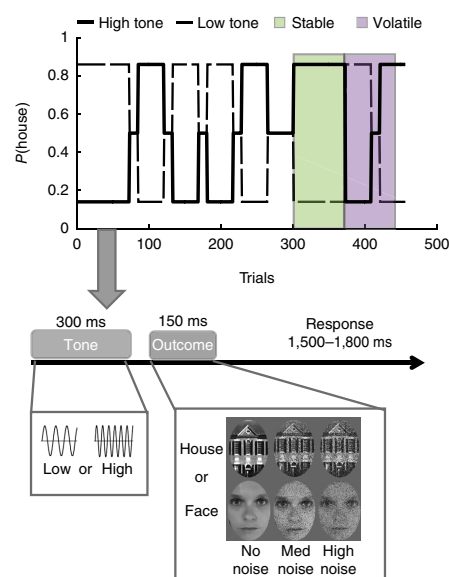 High tone Low tone Stable Volatile
1
0.8
0.6
0.4
0.2
0
P(house)
0 100 200 300 400 500
Trials
300 ms 150 ms Response
1,500–1,800 ms
Tone Outcome
Low or High
House
or
Face
No Med High
noise noise noise